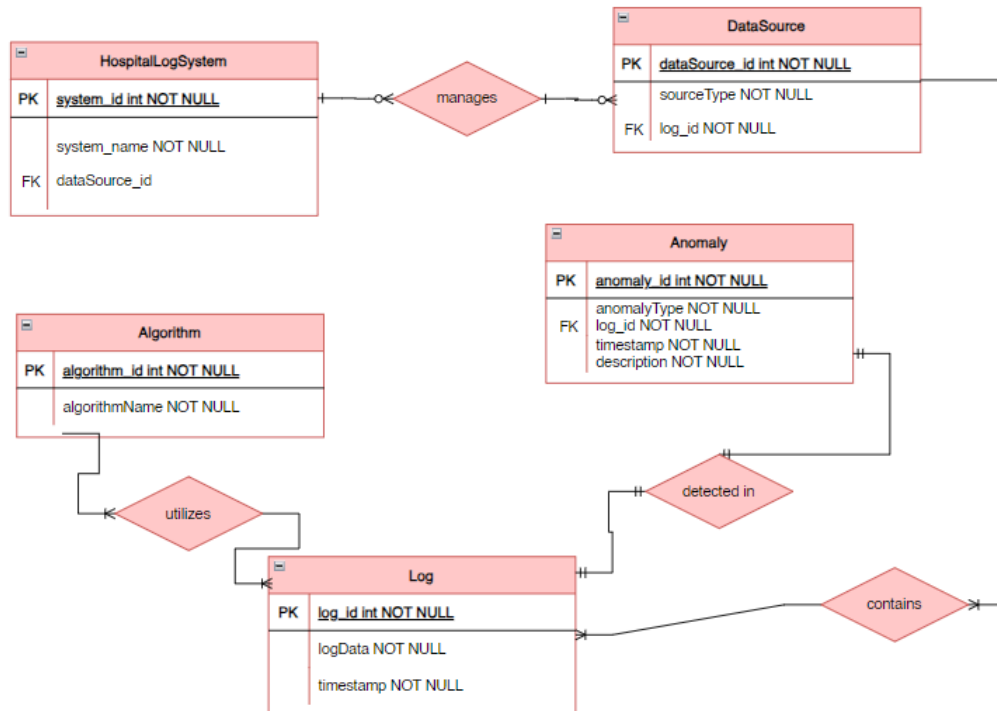 HospitalLogSystem
PK system_id int NOT NULL
system_name NOT NULL
FK dataSource_id
manages
DataSource
PK dataSource_id int NOT NULL
sourceType NOT NULL
FK log_id NOT NULL
Anomaly
PK anomaly_id int NOT NULL
anomalyType NOT NULL
FK log_id NOT NULL
timestamp NOT NULL
description NOT NULL
Algorithm
PK algorithm_id int NOT NULL
algorithmName NOT NULL
detected in
utilizes
Log
PK log_id int NOT NULL
logData NOT NULL
timestamp NOT NULL
contains